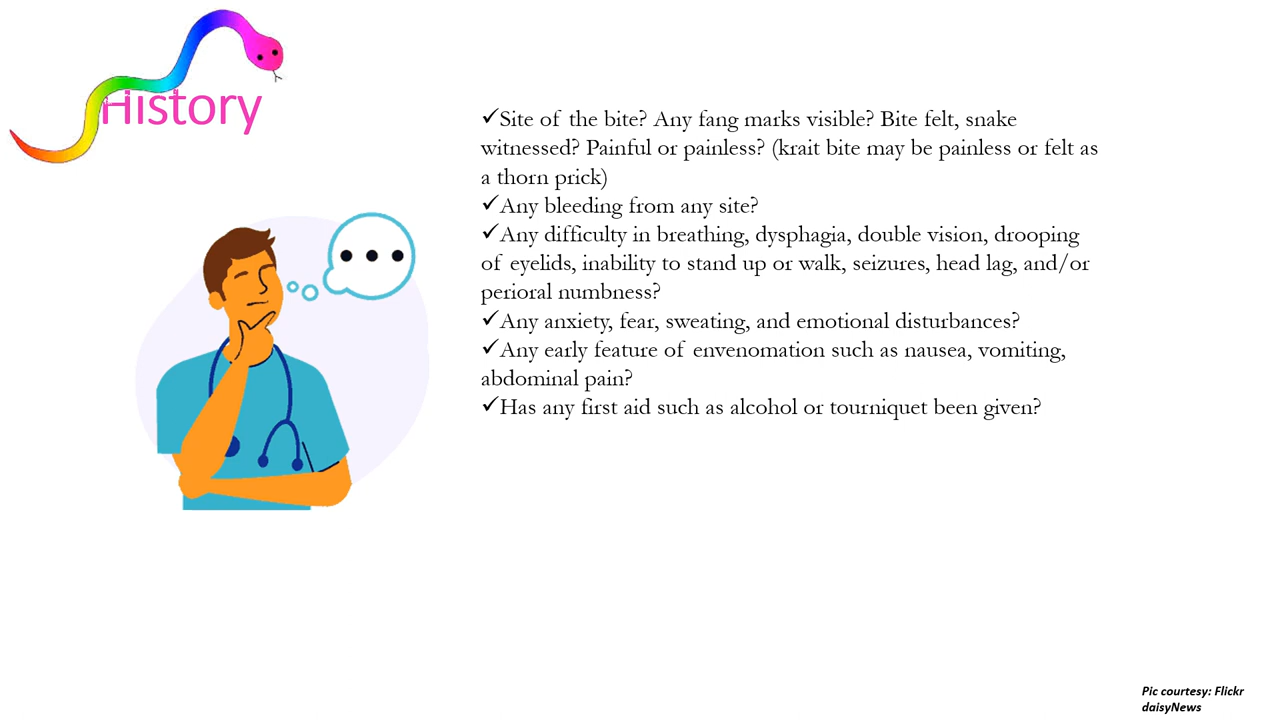 History
✓Site of the bite? Any fang marks visible? Bite felt, snake
witnessed? Painful or painless? (krait bite may be painless or felt as
a thorn prick)
✓Any bleeding from any site?
✓Any difficulty in breathing, dysphagia, double vision, drooping
of eyelids, inability to stand up or walk, seizures, head lag, and/or
perioral numbness?
✓Any anxiety, fear, sweating, and emotional disturbances?
✓Any early feature of envenomation such as nausea, vomiting,
abdominal pain?
✓Has any first aid such as alcohol or tourniquet been given?
Pic courtesy: Flickr
daisyNews